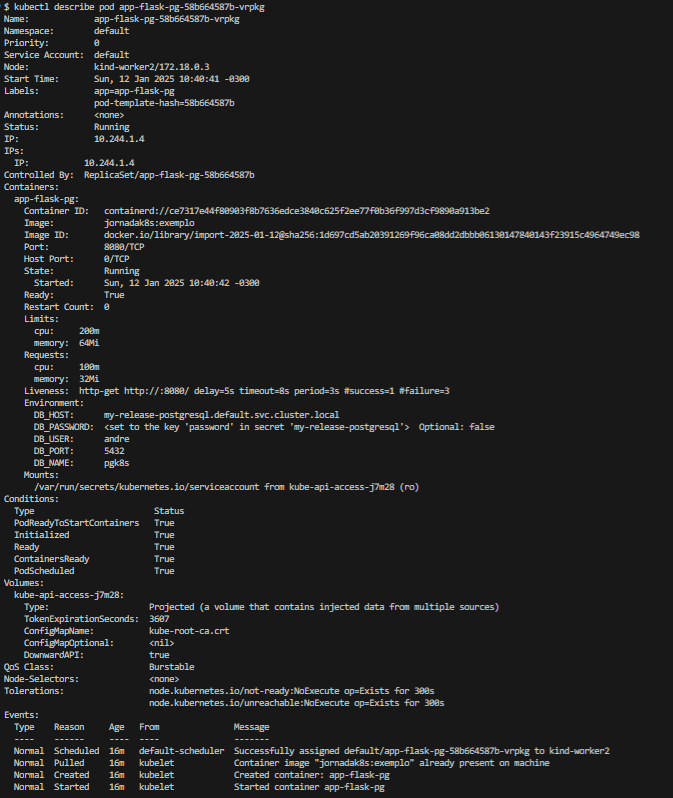 $ kubectl describe pod app-flask-pg-58b664587b-vrpkg
Name:             app-flask-pg-58b664587b-vrpkg
Namespace:        default
Priority:         0
Service Account:  default
Node:             kind-worker2/172.18.0.3
Start Time:       Sun, 12 Jan 2025 10:40:41 -0300
Labels:           app=app-flask-pg
                  pod-template-hash=58b664587b
Annotations:      <none>
Status:           Running
IP:               10.244.1.4
IPs:
  IP:           10.244.1.4
Controlled By:  ReplicaSet/app-flask-pg-58b664587b
Containers:
  app-flask-pg:
    Container ID:   containerd://ce7317e44f80903f8b7636edce3840c625f2ee77f0b36f997d3cf9890a913be2
    Image:          jornadak8s:exemplo
    Image ID:       docker.io/library/import-2025-01-12@sha256:1d697cd5ab20391269f96ca08dd2dbbb06130147840143f23915c4964749ec98
    Port:           8080/TCP
    Host Port:      0/TCP
    State:          Running
      Started:      Sun, 12 Jan 2025 10:40:42 -0300
    Ready:          True
    Restart Count:  0
    Limits:
      cpu:     200m
      memory:  64Mi
    Requests:
      cpu:     100m
      memory:  32Mi
    Liveness:  http-get http://:8080/ delay=5s timeout=8s period=3s #success=1 #failure=3
    Environment:
      DB_HOST:      my-release-postgresql.default.svc.cluster.local
      DB_PASSWORD:  <set to the key 'password' in secret 'my-release-postgresql'>  Optional: false
      DB_USER:      andre
      DB_PORT:      5432
      DB_NAME:      pgk8s
    Mounts:
      /var/run/secrets/kubernetes.io/serviceaccount from kube-api-access-j7m28 (ro)
Conditions:
  Type                        Status
  PodReadyToStartContainers   True
  Initialized                 True
  Ready                       True
  ContainersReady             True
  PodScheduled                True
Volumes:
  kube-api-access-j7m28:
    Type:                    Projected (a volume that contains injected data from multiple sources)
    TokenExpirationSeconds:  3607
    ConfigMapName:           kube-root-ca.crt
    ConfigMapOptional:       <nil>
    DownwardAPI:             true
QoS Class:                   Burstable
Node-Selectors:              <none>
Tolerations:                 node.kubernetes.io/not-ready:NoExecute op=Exists for 300s
                             node.kubernetes.io/unreachable:NoExecute op=Exists for 300s
Events:
  Type    Reason     Age   From               Message
  ----    ------     ----  ----               -------
  Normal  Scheduled  16m   default-scheduler  Successfully assigned default/app-flask-pg-58b664587b-vrpkg to kind-worker2
  Normal  Pulled     16m   kubelet            Container image "jornadak8s:exemplo" already present on machine
  Normal  Created    16m   kubelet            Created container: app-flask-pg
  Normal  Started    16m   kubelet            Started container app-flask-pg